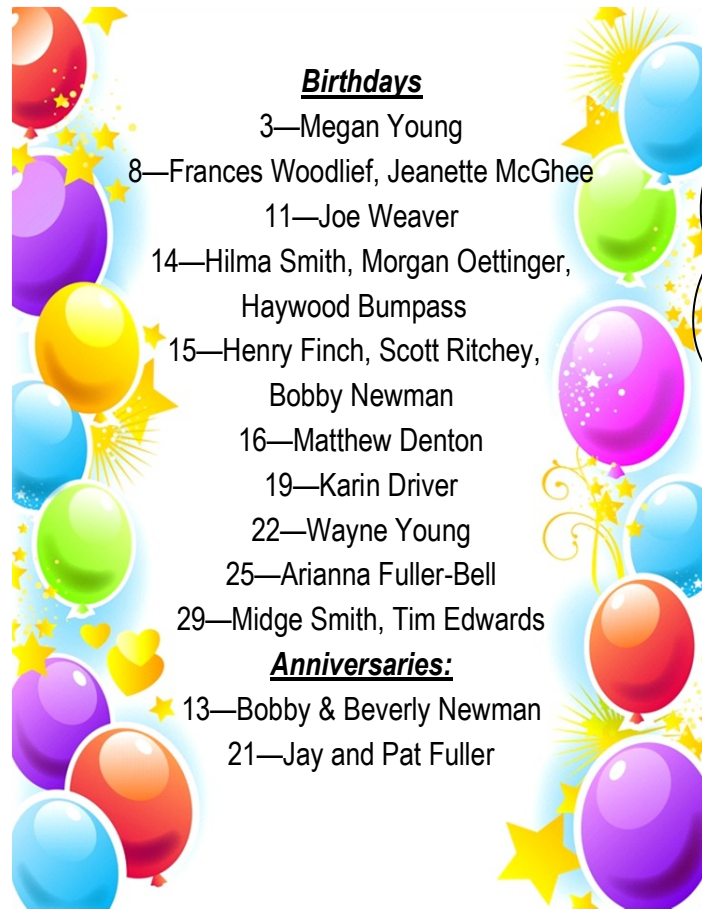 Birthdays
3—Megan Young
8—Frances Woodlief, Jeanette McGhee
11—Joe Weaver
14—Hilma Smith, Morgan Oettinger,
Haywood Bumpass
15—Henry Finch, Scott Ritchey,
Bobby Newman
16—Matthew Denton
19—Karin Driver
22—Wayne Young
25—Arianna Fuller-Bell
29—Midge Smith, Tim Edwards
Anniversaries:
13—Bobby & Beverly Newman
21—Jay and Pat Fuller